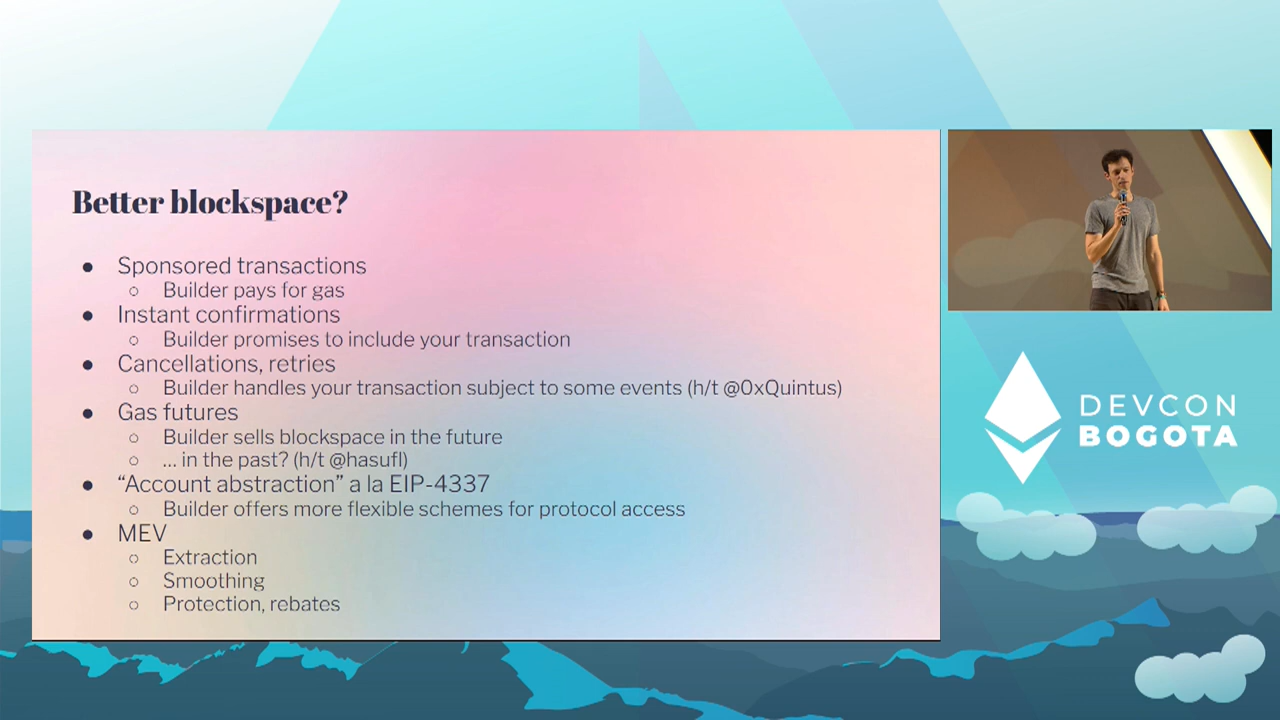 Better blockspace?
● Sponsored transactions
○ Builder pays for gas
● Instant confirmations
○ Builder promises to include your transaction
● Cancellations, retries
○ Builder handles your transaction subject to some events (h/t @0xQuintus)
● Gas futures
○ Builder sells blockspace in the future
○ ... in the past? (h/t @hasufl)
● “Account abstraction” a la EIP-4337
○ Builder offers more flexible schemes for protocol access
● MEV
○ Extraction
○ Smoothing
○ Protection, rebates
DEVCON
BOGOTA